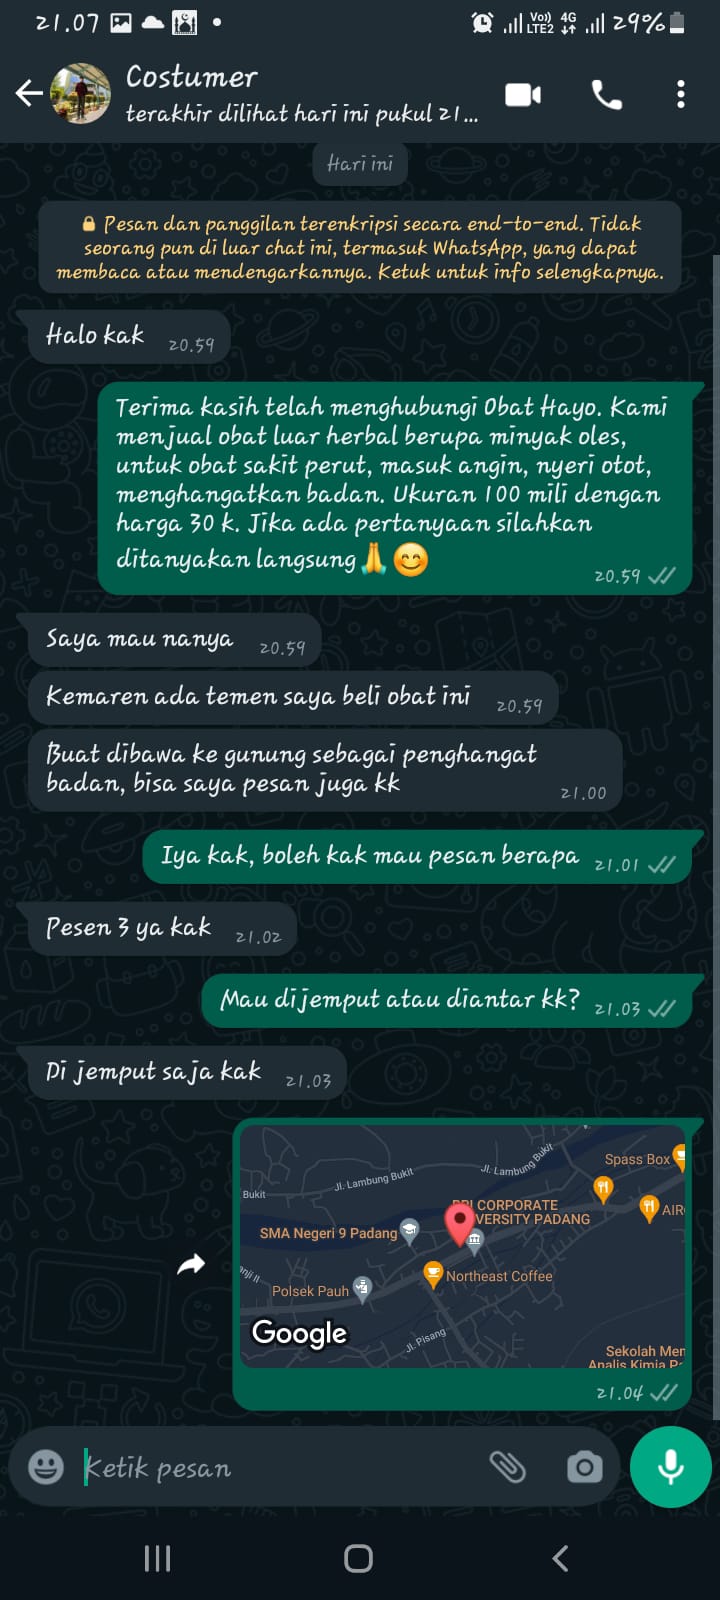 21.07
Vo)) LTE2 4G 29%
Costumer
terakhir dilihat hari ini pukul 21...
Hari ini
Pesan dan panggilan terenkripsi secara end-to-end. Tidak
seorang pun di luar chat ini, termasuk WhatsApp, yang dapat
membaca atau mendengarkannya. Ketuk untuk info selengkapnya.
Halo kak 20.59
Terima kasih telah menghubungi Obat Hayo. Kami
menjual obat luar herbal berupa minyak oles,
untuk obat sakit perut, masuk angin, nyeri otot,
menghangatkan badan. Ukuran 100 mili dengan
harga 30 k. Jika ada pertanyaan silahkan
ditanyakan langsung🙏😊
20.59
Saya mau nanya 20.59
Kemaren ada temen saya beli obat ini 20.59
Buat dibawa ke gunung sebagai penghangat
badan, bisa saya pesan juga kk
21.00
Iya kak, boleh kak mau pesan berapa 21.01
Pesen 3 ya kak 21.02
Mau dijemput atau diantar kk? 21.03
Di jemput saja kak 21.03
Spass Box
Jl. Lambung Bukit
Jl. Lambung Bukit
Bukit
CORPORATE
VERSITY PADANG
AIR
SMA Negeri 9 Padang
Northeast Coffee
Polsek Pauh
Google
Jl. Pisang
Sekolah Men
Analis Kimia Pa
21.04
Ketik pesan